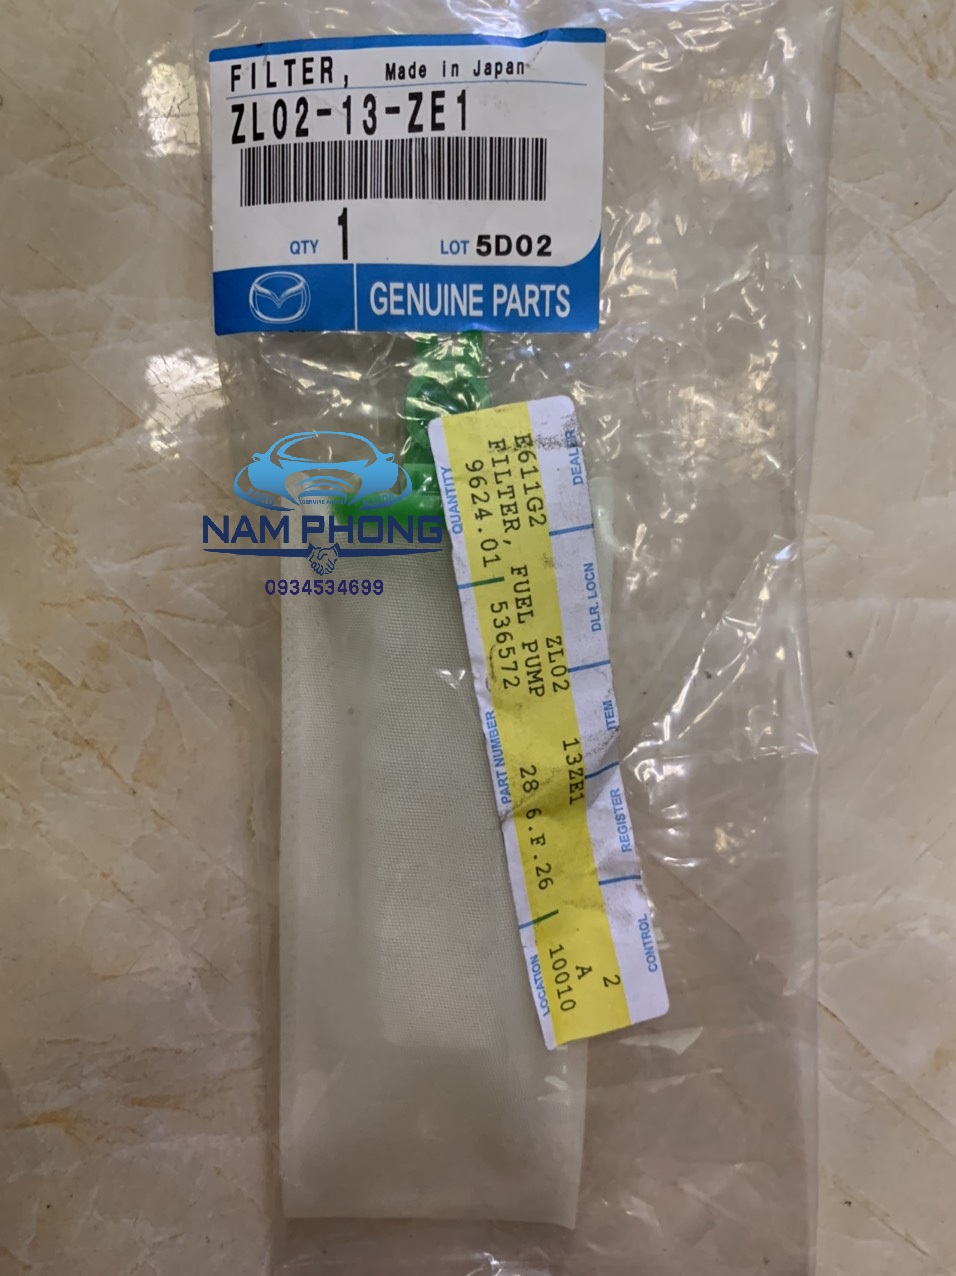 FILTER, Made in Japan
ZL02-13-ZE1
QTY 1 LOT 5D02
GENUINE PARTS
NAM PHONG
0934534699
DEALER
DLR. LOCN
ITEM
REGISTER
CONTROL
E611G2 ZL02 13ZE1 2
FILTER, FUEL PUMP A
9624.01 536572 28 6.F.26 10010
QUANTITY
PART NUMBER
LOCATION